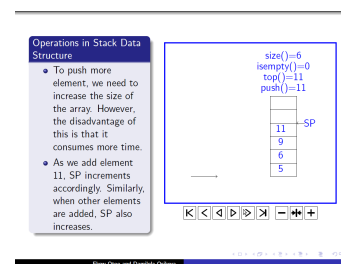 Operations in Stack Data
Structure
To push more
element, we need to
increase the size of
the array. However,
the disadvantage of
this is that it
consumes more time.
As we add element
11, SP increments
accordingly. Similarly,
when other elements
are added, SP also
increases.
size()=6
isempty()=0
top()=11
push()=11
SP
11
9
6
5